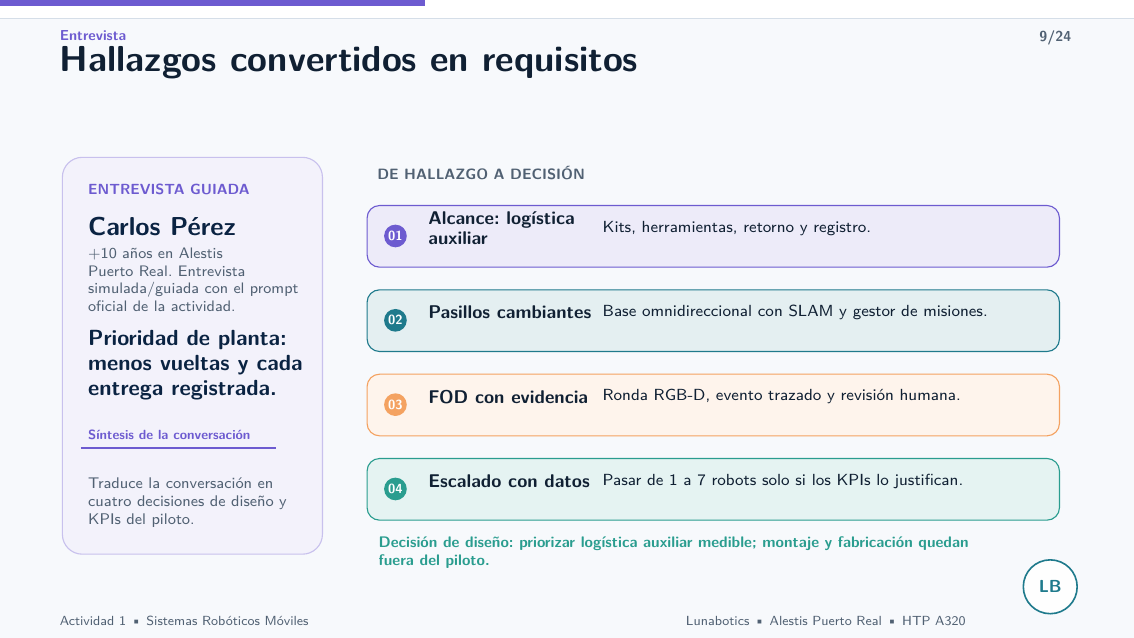 Entrevista
9/24
Hallazgos convertidos en requisitos
ENTREVISTA GUIADA
Carlos Pérez
+10 años en Alestis
Puerto Real. Entrevista
simulada/guiada con el prompt
oficial de la actividad.
Prioridad de planta:
menos vueltas y cada
entrega registrada.
Síntesis de la conversación
Traduce la conversación en
cuatro decisiones de diseño y
KPIs del piloto.
DE HALLAZGO A DECISIÓN
01
Alcance: logística
auxiliar
Kits, herramientas, retorno y registro.
02
Pasillos cambiantes
Base omnidireccional con SLAM y gestor de misiones.
03
FOD con evidencia
Ronda RGB-D, evento trazado y revisión humana.
04
Escalado con datos
Pasar de 1 a 7 robots solo si los KPIs lo justifican.
Decisión de diseño: priorizar logística auxiliar medible; montaje y fabricación quedan
fuera del piloto.
LB
Actividad 1 ▪ Sistemas Robóticos Móviles
Lunabotics ▪ Alestis Puerto Real ▪ HTP A320